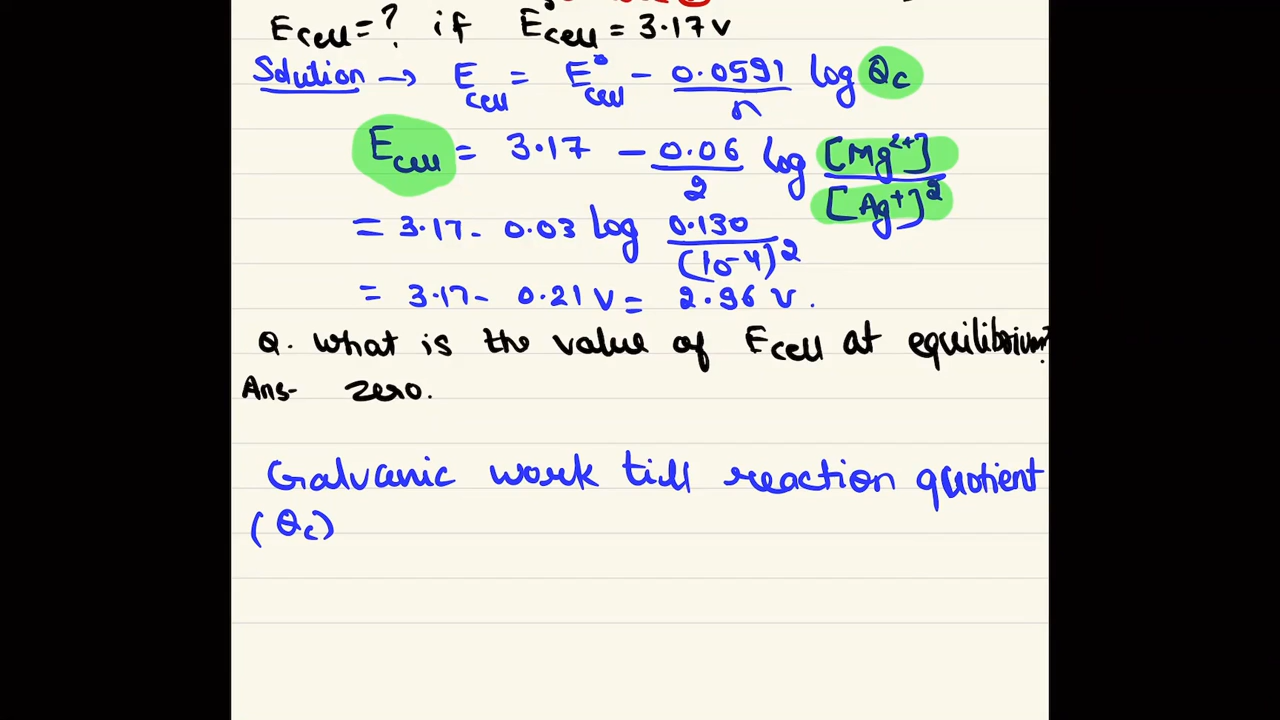 Ecell = ? if E°cell = 3.17 v
Solution → Ecell = E°cell - 0.0591/n log Qc
Ecell = 3.17 - 0.06/2 log [Mg²⁺]/[Ag⁺]²
= 3.17 - 0.03 log 0.130/(10⁻⁴)²
= 3.17 - 0.21 V = 2.96 V.
Q. What is the value of Ecell at equilibrium?
Ans- zero.
Galvanic work till reaction quotient
(Qc)